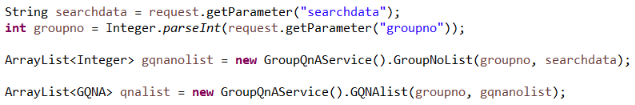 String searchdata = request.getParameter("searchdata");
int groupno = Integer.parseInt(request.getParameter("groupno"));
ArrayList<Integer> gqnanolist = new GroupQnAService().GroupNoList(groupno, searchdata);
ArrayList<GQNA> qnalist = new GroupQnAService().GQNAlist(groupno, gqnanolist);